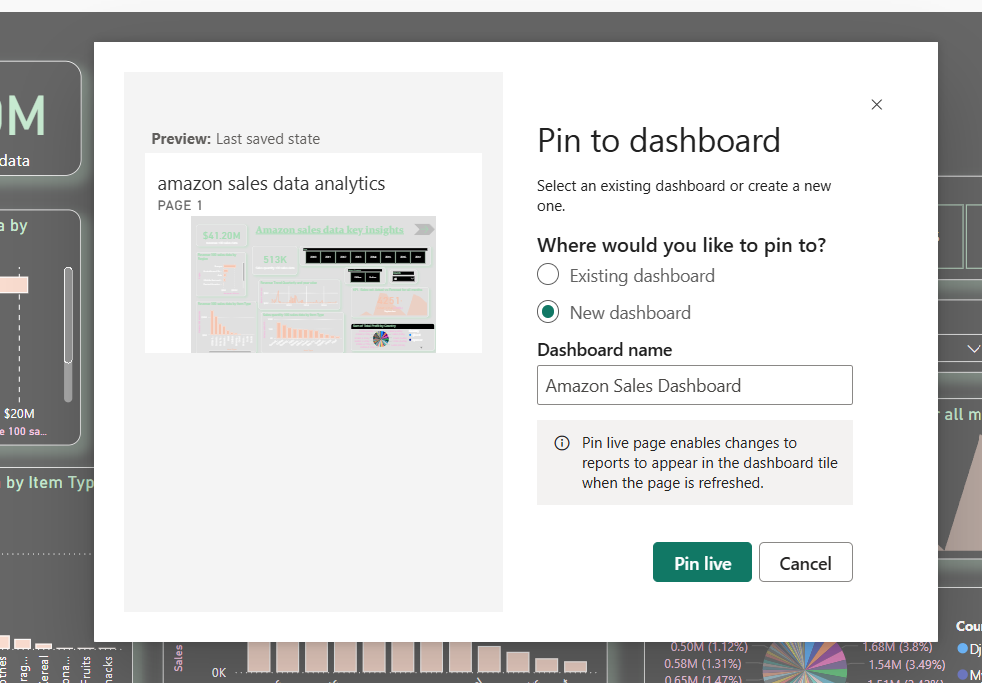 Preview: Last saved state
amazon sales data analytics
PAGE 1
$41.20M
Amazon sales data key insights
513K
Pin to dashboard
Select an existing dashboard or create a new
one.
Where would you like to pin to?
Existing dashboard
New dashboard
Dashboard name
Amazon Sales Dashboard
Pin live page enables changes to
reports to appear in the dashboard tile
when the page is refreshed.
Pin live
Cancel
M
data
a by
$20M
e 100 sa...
by Item Typ
all m
othes
rag...
Cereal
ona...
Fruits
nacks
Sales
0K
0.50M (1.12%)
0.58M (1.31%)
0.65M (1.47%)
1.68M (3.8%)
1.54M (3.49%)
Cou
Dj